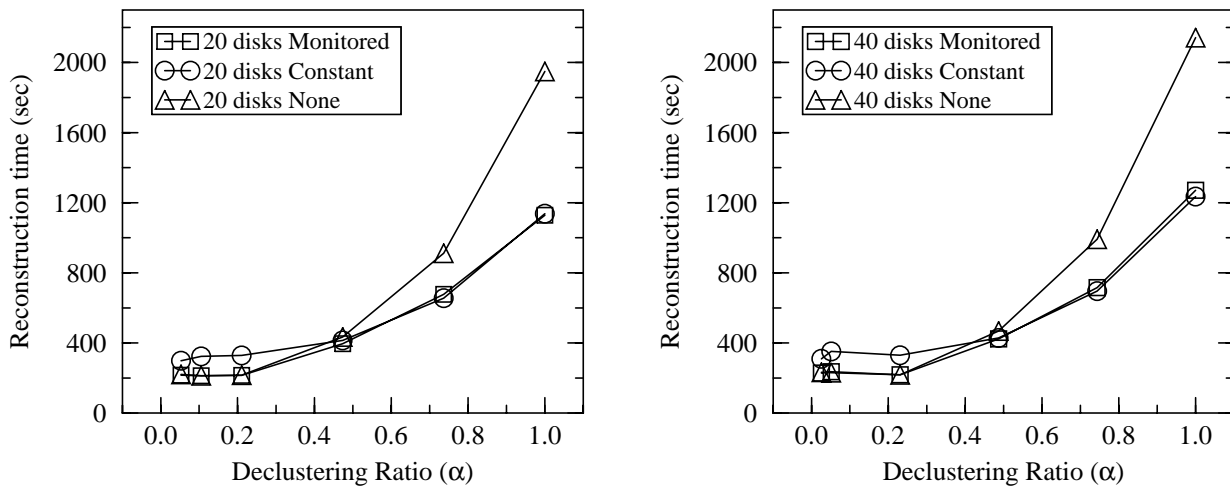 20 disks Monitored
20 disks Constant
20 disks None
Reconstruction time (sec)
2000
1600
1200
800
400
0
0.0 0.2 0.4 0.6 0.8 1.0
Declustering Ratio (α)
40 disks Monitored
40 disks Constant
40 disks None
Reconstruction time (sec)
2000
1600
1200
800
400
0
0.0 0.2 0.4 0.6 0.8 1.0
Declustering Ratio (α)